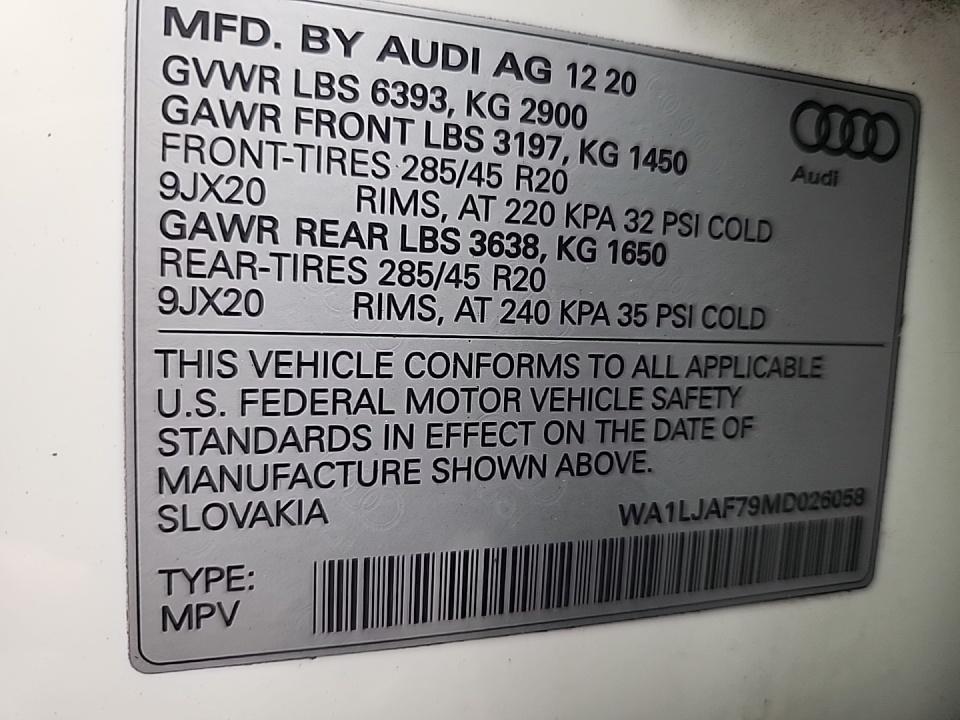 MFD. BY AUDI AG 12 20
GVWR LBS 6393, KG 2900
GAWR FRONT LBS 3197, KG 1450
FRONT-TIRES 285/45 R20
9JX20 RIMS, AT 220 KPA 32 PSI COLD
GAWR REAR LBS 3638, KG 1650
REAR-TIRES 285/45 R20
9JX20 RIMS, AT 240 KPA 35 PSI COLD
Audi
THIS VEHICLE CONFORMS TO ALL APPLICABLE
U.S. FEDERAL MOTOR VEHICLE SAFETY
STANDARDS IN EFFECT ON THE DATE OF
MANUFACTURE SHOWN ABOVE.
SLOVAKIA WA1LJAF79MD026058
TYPE:
MPV